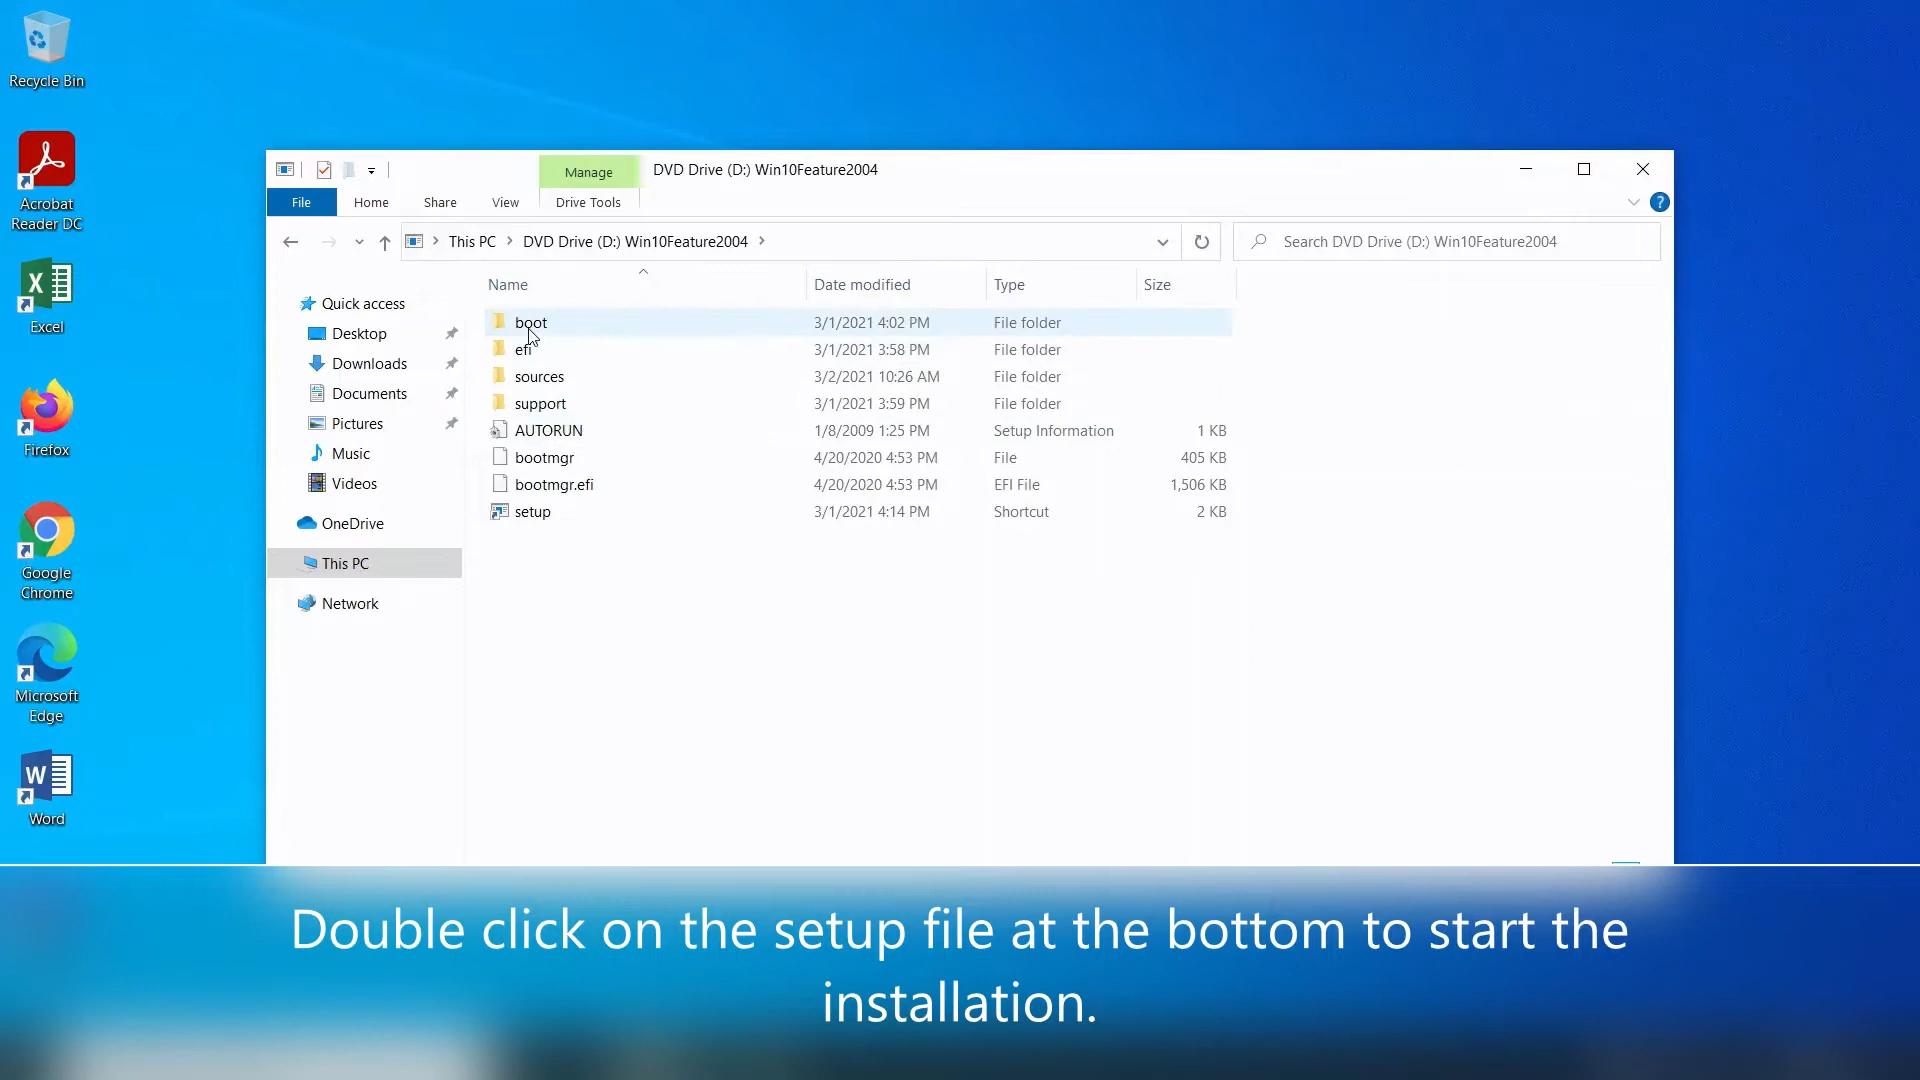 Recycle Bin
Acrobat
Reader DC
Excel
Firefox
Google
Chrome
Microsoft
Edge
Word
Manage
DVD Drive (D:) Win10Feature2004
File
Home
Share
View
Drive Tools
?
This PC > DVD Drive (D:) Win10Feature2004 >
Search DVD Drive (D:) Win10Feature2004
Quick access
Desktop
Downloads
Documents
Pictures
Music
Videos
OneDrive
This PC
Network
Name Date modified Type Size
boot 3/1/2021 4:02 PM File folder
efi 3/1/2021 3:58 PM File folder
sources 3/2/2021 10:26 AM File folder
support 3/1/2021 3:59 PM File folder
AUTORUN 1/8/2009 1:25 PM Setup Information 1 KB
bootmgr 4/20/2020 4:53 PM File 405 KB
bootmgr.efi 4/20/2020 4:53 PM EFI File 1,506 KB
setup 3/1/2021 4:14 PM Shortcut 2 KB
Double click on the setup file at the bottom to start the
installation.